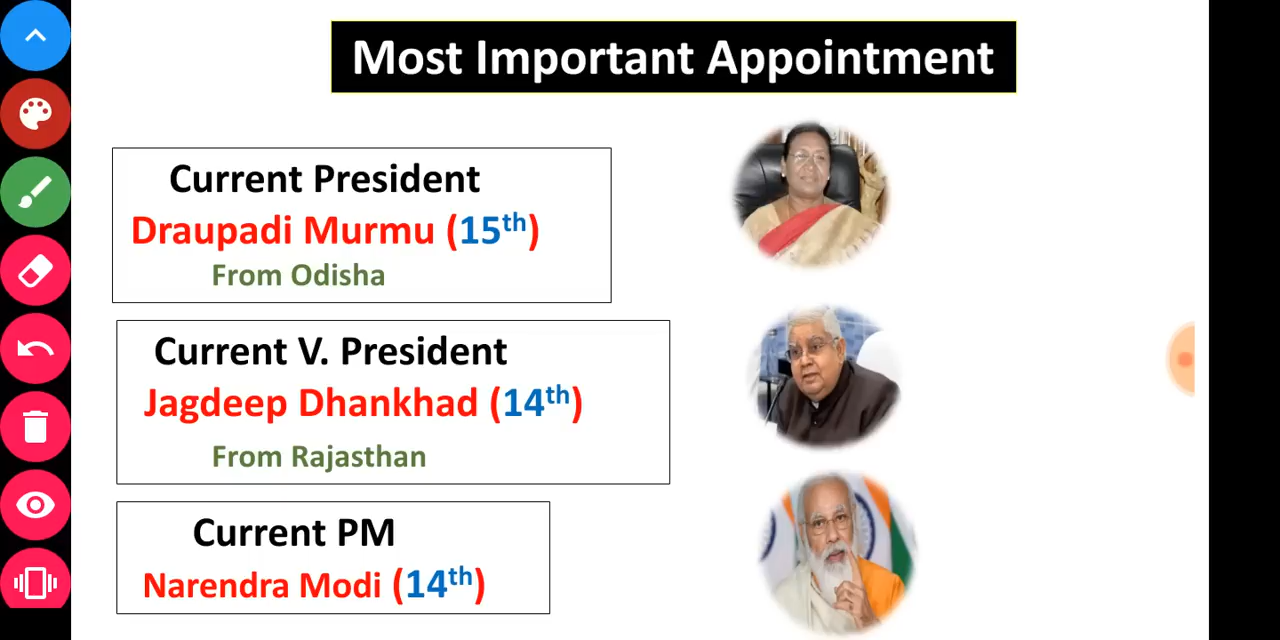 Most Important Appointment
Current President
Draupadi Murmu (15th)
From Odisha
Current V. President
Jagdeep Dhankhad (14th)
From Rajasthan
Current PM
Narendra Modi (14th)